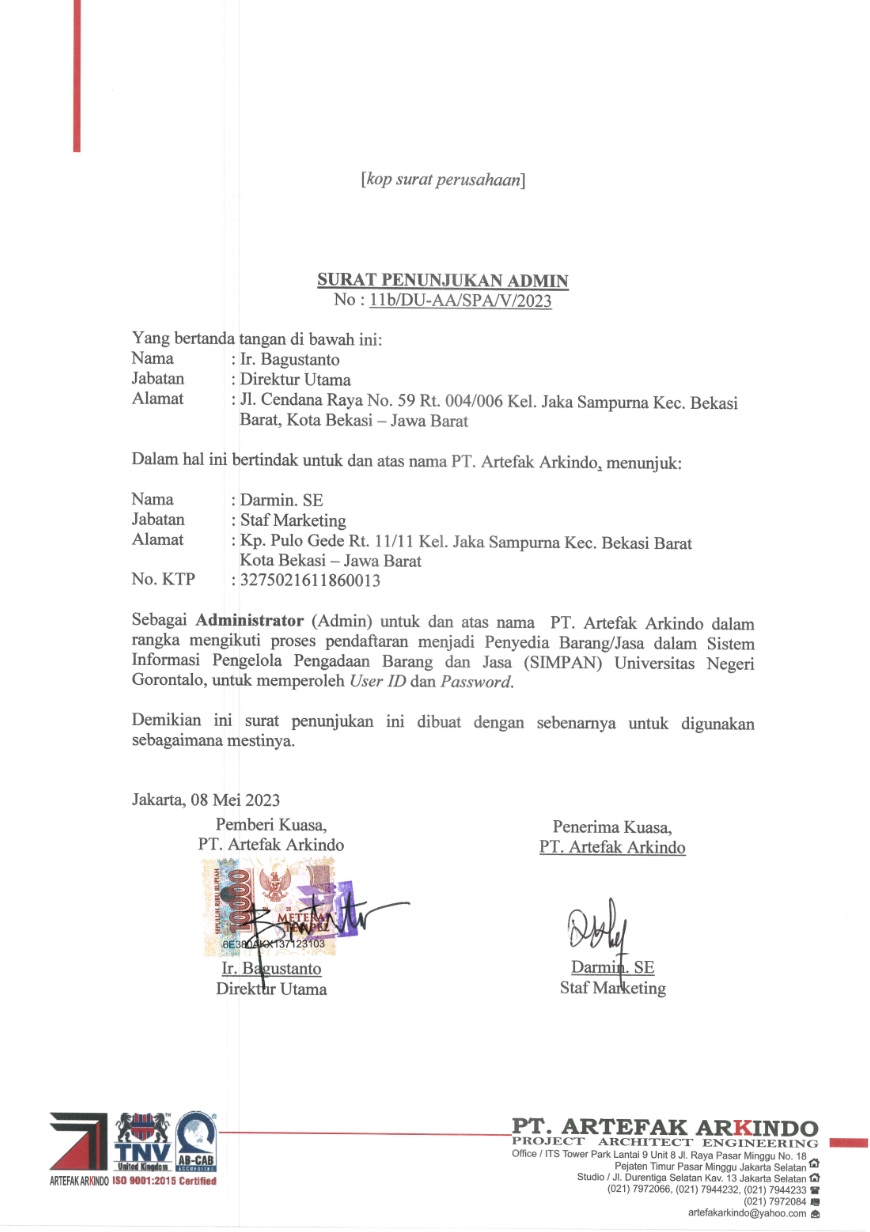 [kop surat perusahaan]
SURAT PENUNJUKAN ADMIN
No : 11b/DU-AA/SPA/V/2023
Yang bertanda tangan di bawah ini:
Nama : Ir. Bagustanto
Jabatan : Direktur Utama
Alamat : Jl. Cendana Raya No. 59 Rt. 004/006 Kel. Jaka Sampurna Kec. Bekasi
Barat, Kota Bekasi – Jawa Barat
Dalam hal ini bertindak untuk dan atas nama PT. Artefak Arkindo, menunjuk:
Nama : Darmin. SE
Jabatan : Staf Marketing
Alamat : Kp. Pulo Gede Rt. 11/11 Kel. Jaka Sampurna Kec. Bekasi Barat
Kota Bekasi – Jawa Barat
No. KTP : 3275021611860013
Sebagai Administrator (Admin) untuk dan atas nama PT. Artefak Arkindo dalam
rangka mengikuti proses pendaftaran menjadi Penyedia Barang/Jasa dalam Sistem
Informasi Pengelola Pengadaan Barang dan Jasa (SIMPAN) Universitas Negeri
Gorontalo, untuk memperoleh User ID dan Password.
Demikian ini surat penunjukan ini dibuat dengan sebenarnya untuk digunakan
sebagaimana mestinya.
Jakarta, 08 Mei 2023
Pemberi Kuasa,
PT. Artefak Arkindo
SEPULUH RIBU RUPIAH
10000
METERAI
TEMPEL
Ir. Bagustanto
Direktur Utama
Penerima Kuasa,
PT. Artefak Arkindo
Darmin. SE
Staf Marketing
TNV
United Kingdom
AB-CAB
ARTEFAK ARKINDO ISO 9001:2015 Certified
PT. ARTEFAK ARKINDO
PROJECT ARCHITECT ENGINEERING
Office / ITS Tower Park Lantai 9 Unit 8 Jl. Raya Pasar Minggu No. 18
Pejaten Timur Pasar Minggu Jakarta Selatan
Studio / Jl. Durentiga Selatan Kav. 13 Jakarta Selatan
(021) 7972066, (021) 7944232, (021) 7944233
(021) 7972084
artefakarkindo@yahoo.com